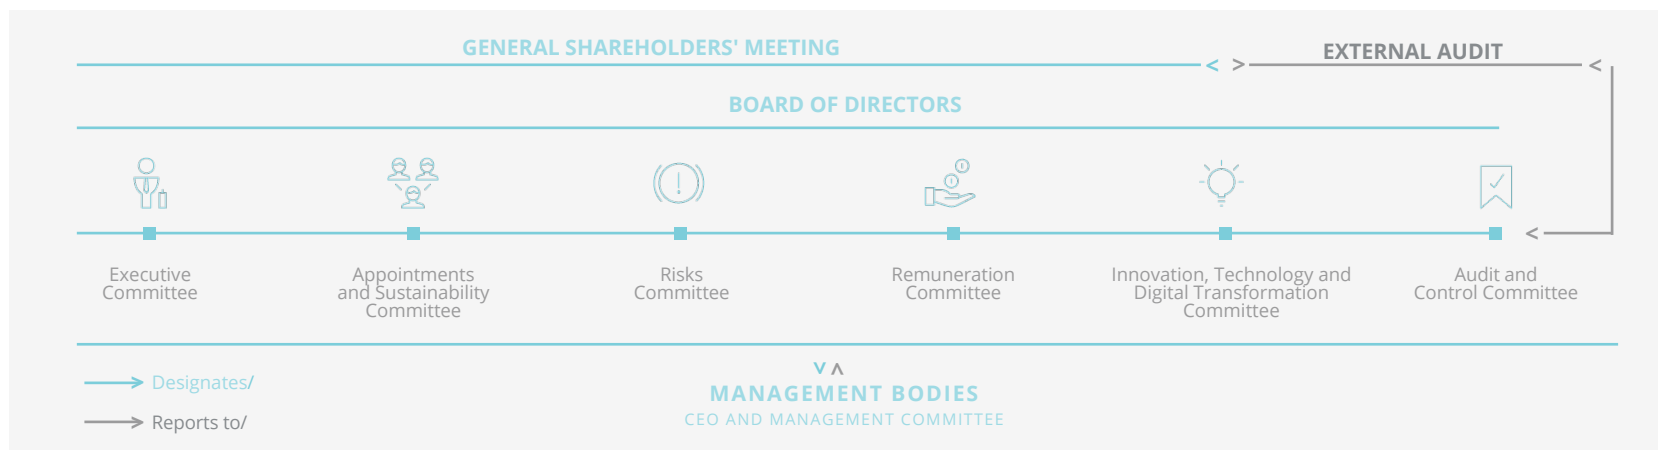 GENERAL SHAREHOLDERS' MEETING
EXTERNAL AUDIT
BOARD OF DIRECTORS
Executive
Committee
Appointments
and Sustainability
Committee
Risks
Committee
Remuneration
Committee
Innovation, Technology and
Digital Transformation
Committee
Audit and
Control Committee
Designates/
Reports to/
MANAGEMENT BODIES
CEO AND MANAGEMENT COMMITTEE